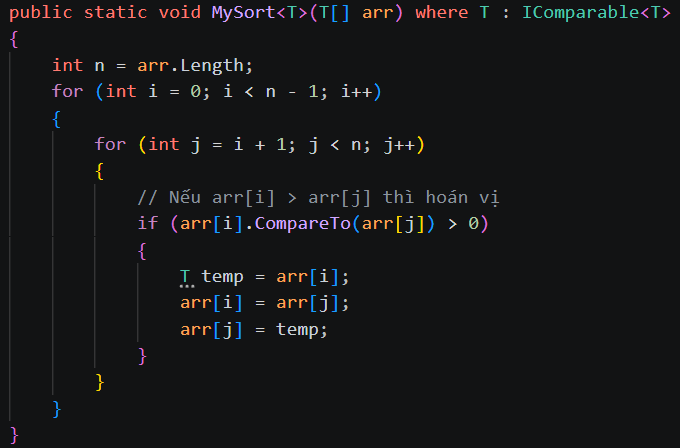 public static void MySort<T>(T[] arr) where T : IComparable<T>
{
    int n = arr.Length;
    for (int i = 0; i < n - 1; i++)
    {
        for (int j = i + 1; j < n; j++)
        {
            // Nếu arr[i] > arr[j] thì hoán vị
            if (arr[i].CompareTo(arr[j]) > 0)
            {
                T temp = arr[i];
                arr[i] = arr[j];
                arr[j] = temp;
            }
        }
    }
}